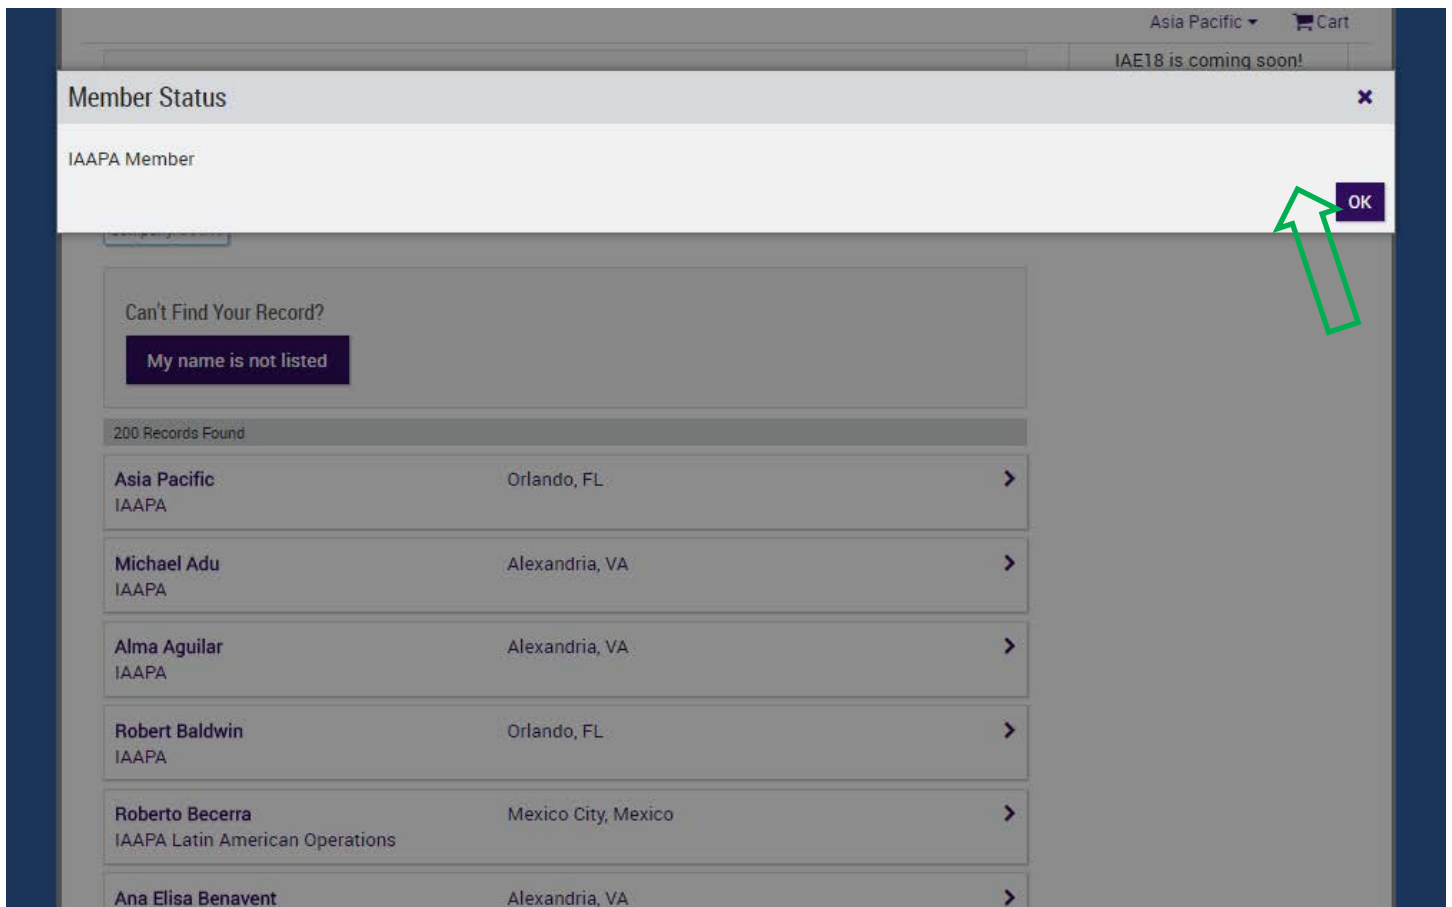 Asia Pacific Cart
IAE18 is coming soon!
Member Status
IAAPA Member
OK
Can't Find Your Record?
My name is not listed
200 Records Found
Asia Pacific Orlando, FL
IAAPA
Michael Adu Alexandria, VA
IAAPA
Alma Aguilar Alexandria, VA
IAAPA
Robert Baldwin Orlando, FL
IAAPA
Roberto Becerra Mexico City, Mexico
IAAPA Latin American Operations
Ana Elisa Benavent Alexandria, VA